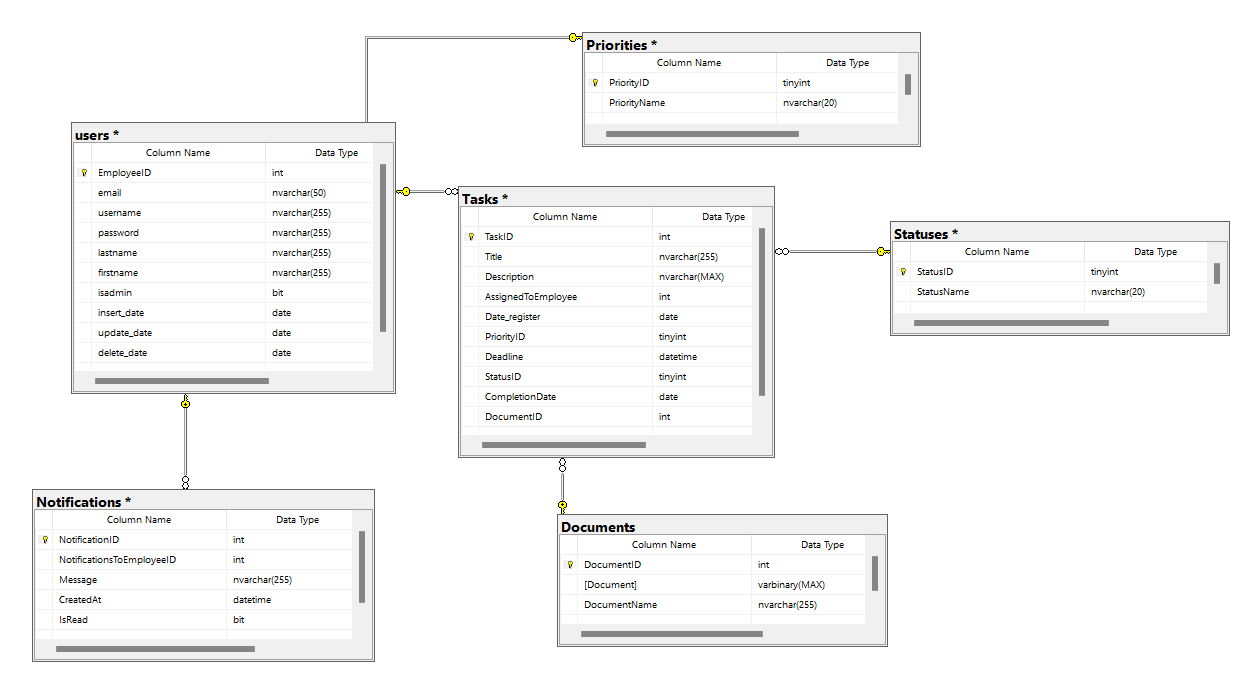 Priorities *
Column Name Data Type
PriorityID tinyint
PriorityName nvarchar(20)
users *
Column Name Data Type
EmployeeID int
email nvarchar(50)
username nvarchar(255)
password nvarchar(255)
lastname nvarchar(255)
firstname nvarchar(255)
isadmin bit
insert_date date
update_date date
delete_date date
Tasks *
Column Name Data Type
TaskID int
Title nvarchar(255)
Description nvarchar(MAX)
AssignedToEmployee int
Date_register date
PriorityID tinyint
Deadline datetime
StatusID tinyint
CompletionDate date
DocumentID int
Statuses *
Column Name Data Type
StatusID tinyint
StatusName nvarchar(20)
Notifications *
Column Name Data Type
NotificationID int
NotificationsToEmployeeID int
Message nvarchar(255)
CreatedAt datetime
IsRead bit
Documents
Column Name Data Type
DocumentID int
[Document] varbinary(MAX)
DocumentName nvarchar(255)